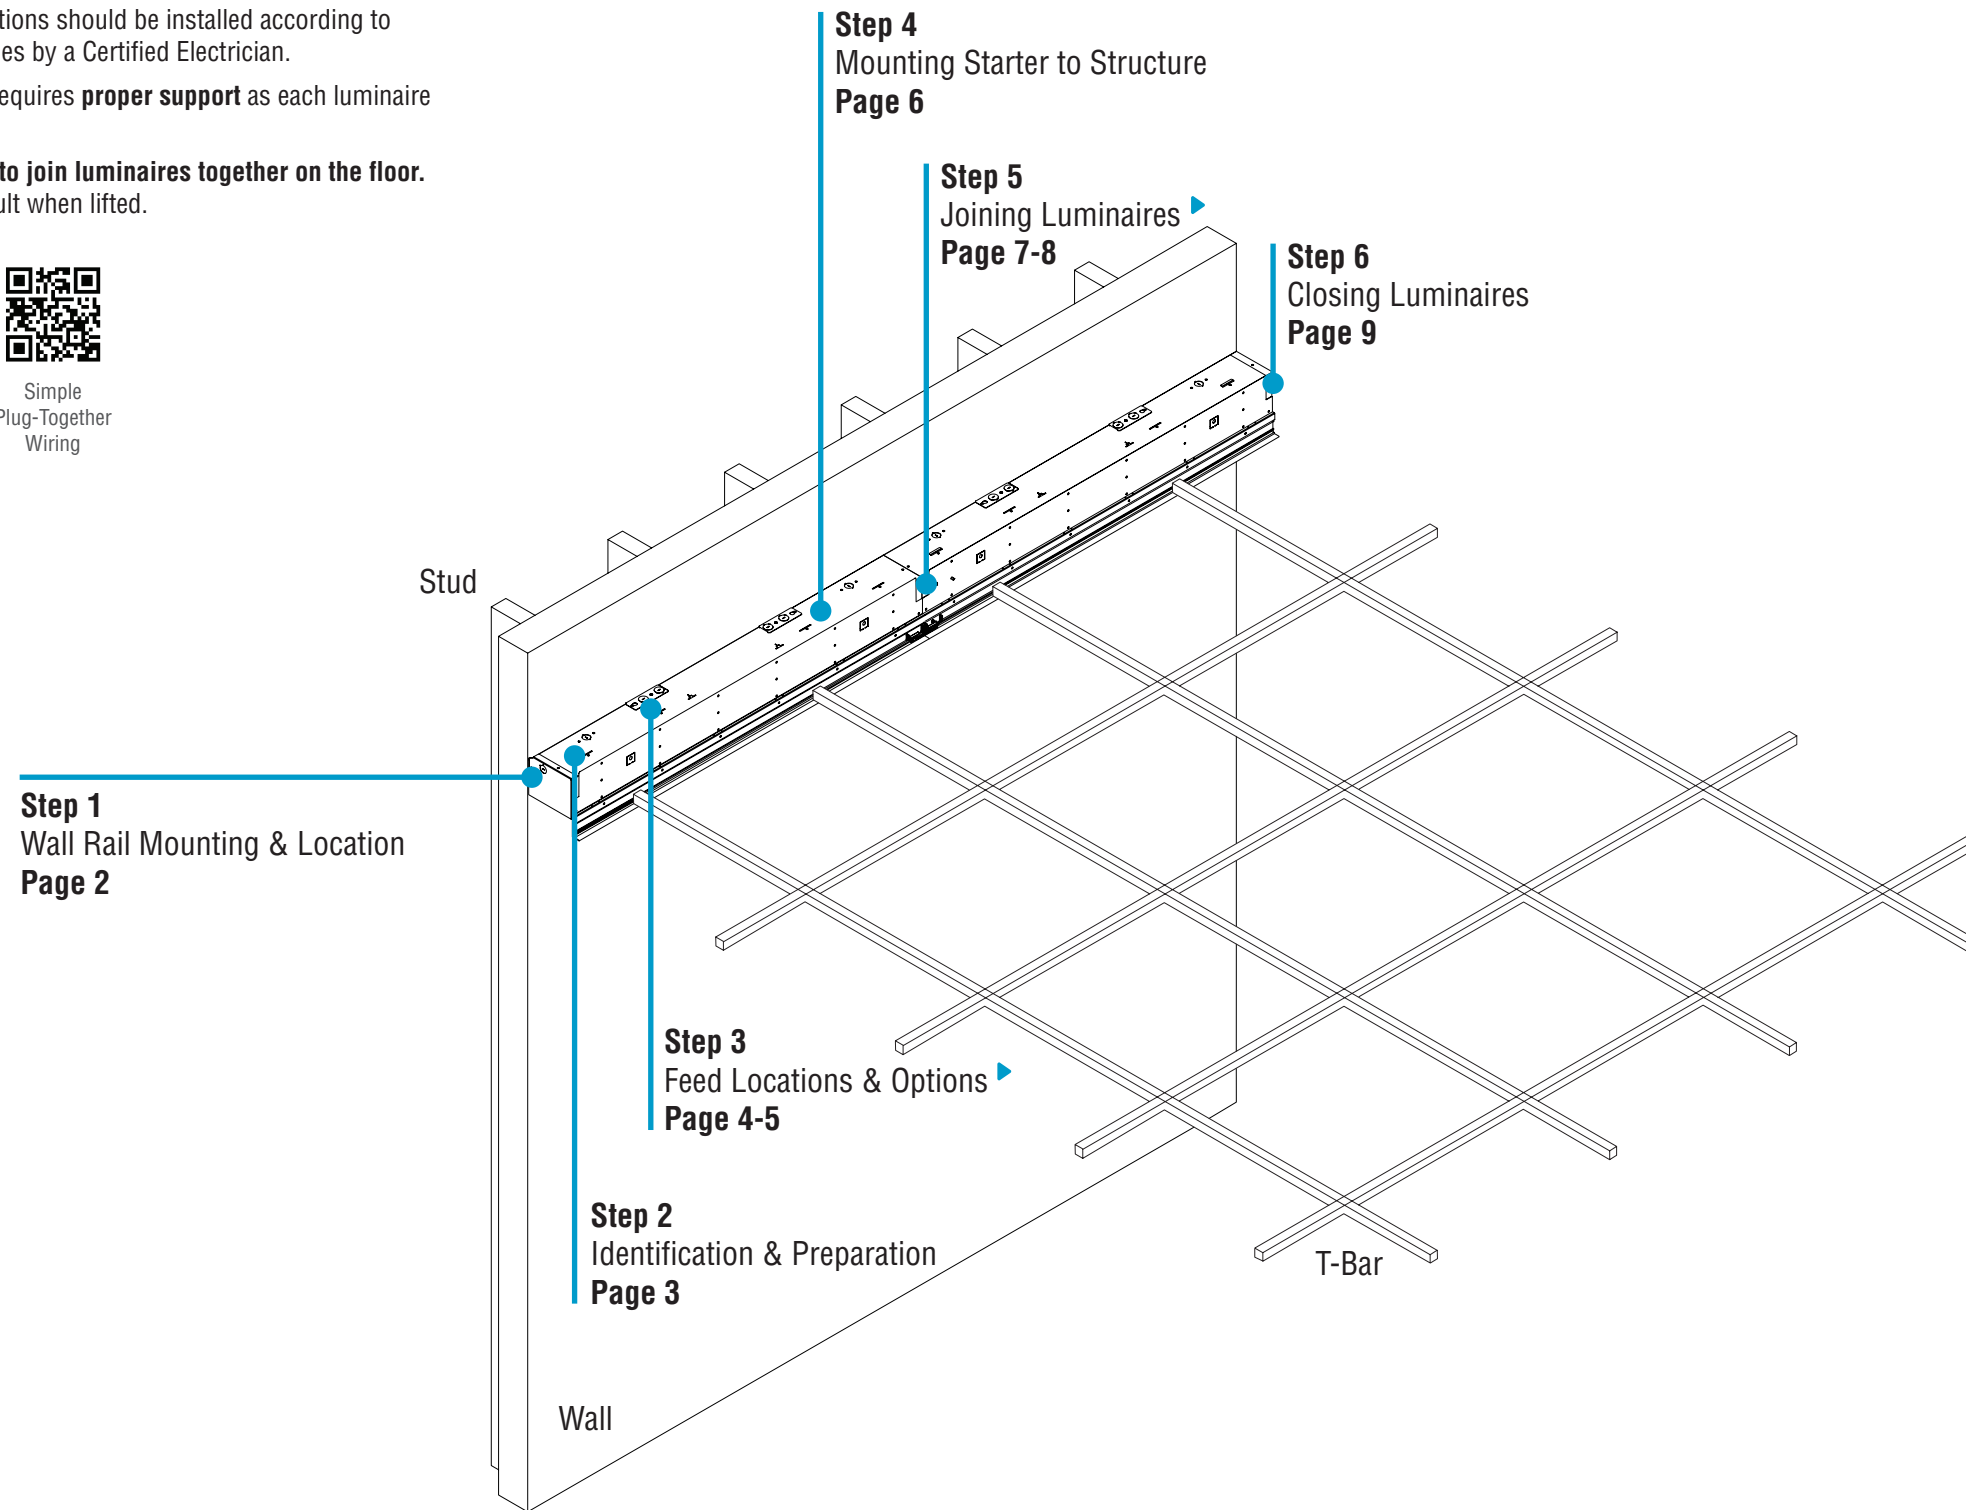 tions should be installed according to
es by a Certified Electrician.
equires proper support as each luminaire
to join luminaires together on the floor.
ult when lifted.
Simple
Plug-Together
Wiring
Step 4
Mounting Starter to Structure
Page 6
Step 5
Joining Luminaires
Page 7-8
Step 6
Closing Luminaires
Page 9
Stud
Step 1
Wall Rail Mounting & Location
Page 2
Step 3
Feed Locations & Options
Page 4-5
Step 2
Identification & Preparation
Page 3
T-Bar
Wall